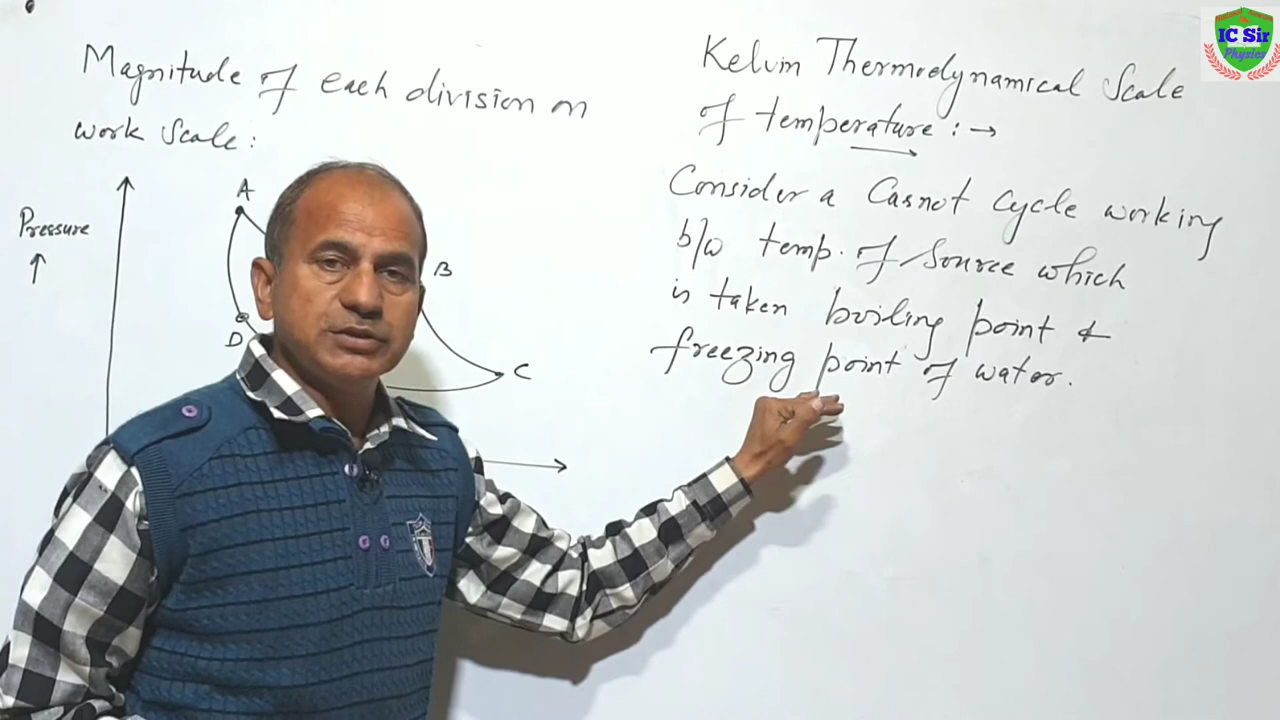 Magnitude of each division on
work Scale:
Pressure
A
B
C
D
Kelvin Thermodynamical Scale
of temperature :→
Consider a Carnot cycle working
b/w temp. of source which
is taken boiling point &
freezing point of water.
IC Sir
Physics